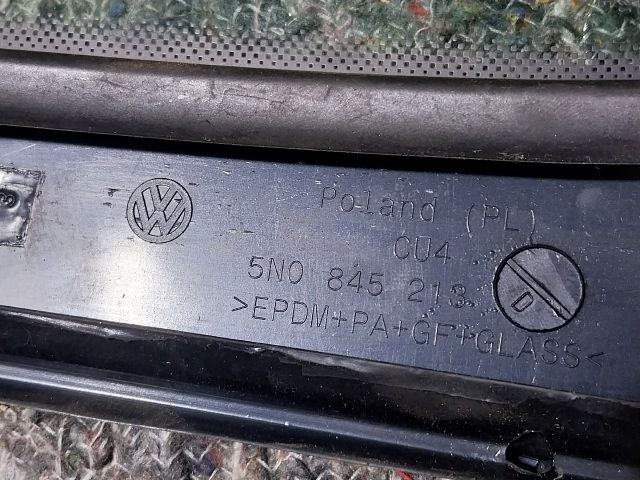 Poland (PL)
CU4
5N0 845 213
D
>EPDM+PA+GF+GLASS<